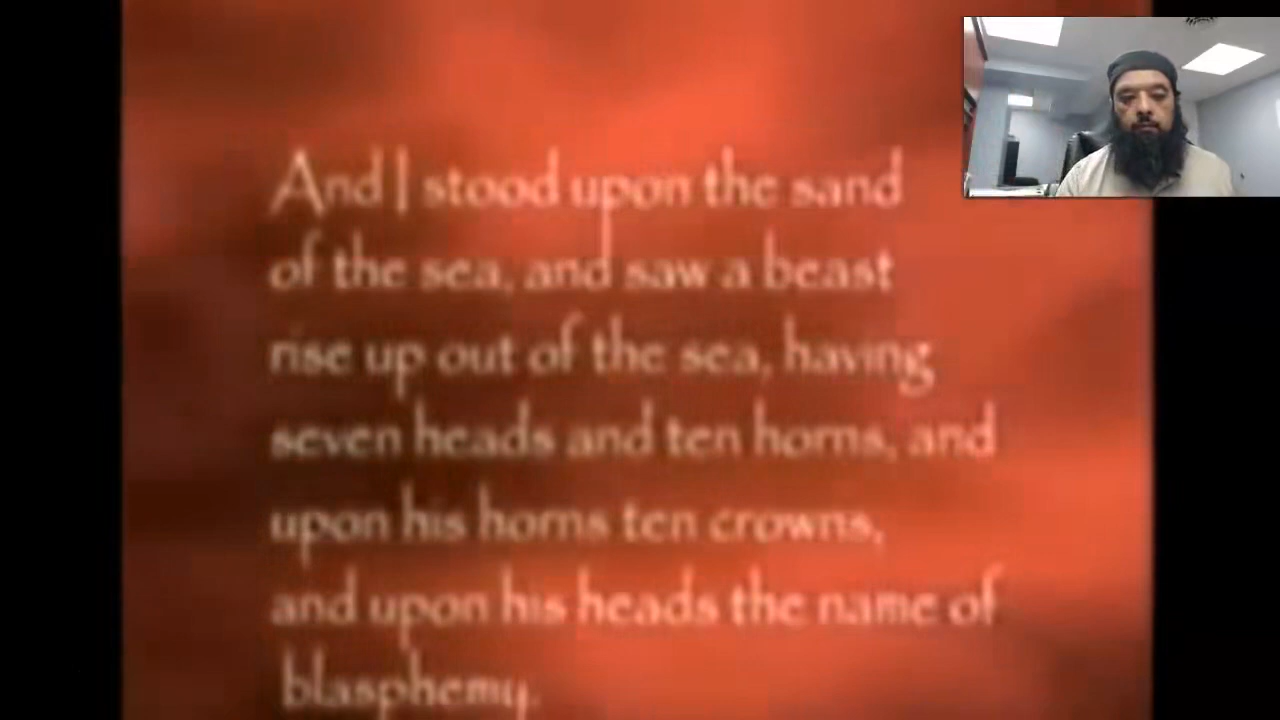 And I stood upon the sand
of the sea, and saw a beast
rise up out of the sea, having
seven heads and ten horns, and
upon his horns ten crowns,
and upon his heads the name of
blasphemy.